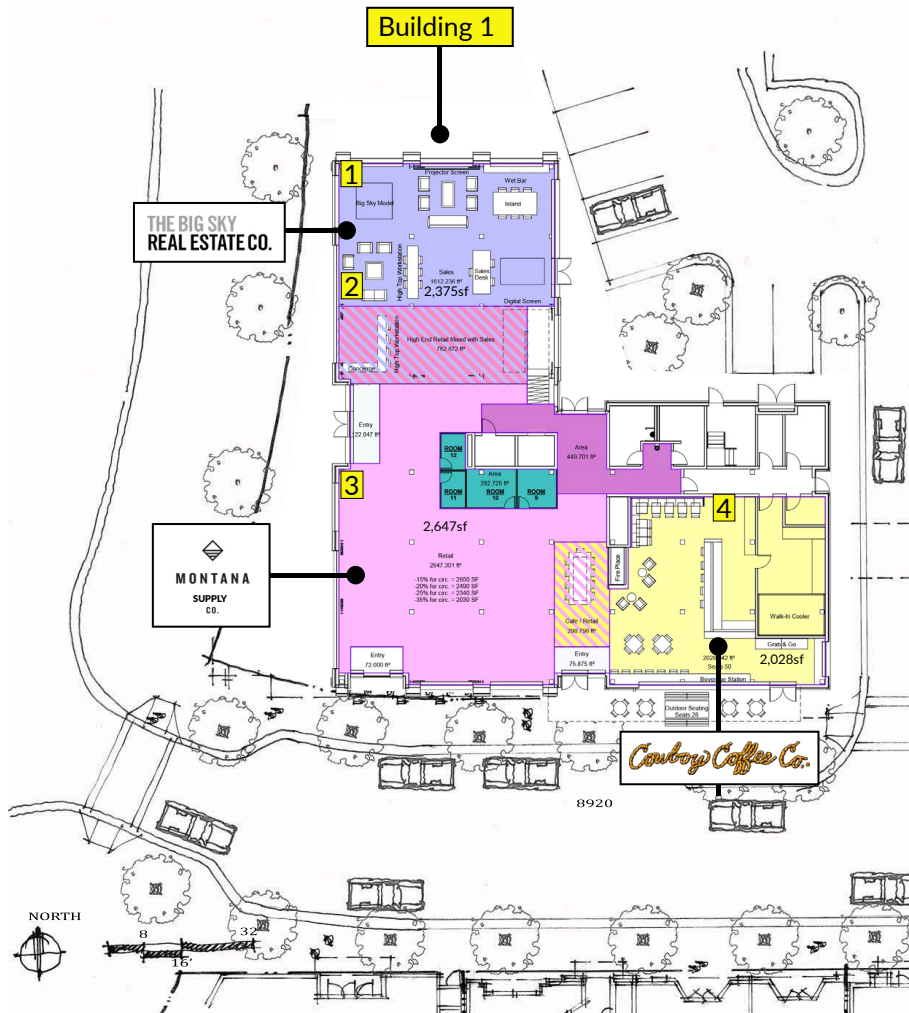 Building 1
1
Projector Screen
Wet Bar
Big Sky Model
Island
THE BIG SKY
REAL ESTATE CO.
High Top Workstation
Sales
1612.236 ft²
Sales
Desk
2
2,375sf
Digital Screen
High End Retail Mixed with Sales
762.872 ft²
High Top Workstation
Concierge
Entry
122.847 ft²
Area
449.701 ft²
ROOM
12
Area
292.725 ft²
ROOM
11
ROOM
10
ROOM
9
3
4
2,647sf
Retail
2647.301 ft²
-15% for circ. = 2650 SF
-20% for circ. = 2490 SF
-25% for circ. = 2340 SF
-35% for circ. = 2030 SF
MONTANA
SUPPLY
CO.
Fire Place
Cafe / Retail
298.796 ft²
Walk-In Cooler
Grab & Go
Entry
72.000 ft²
Entry
75.875 ft²
Seats 50
2,028sf
Beverage Station
Outdoor Seating
Seats 28
Cowboy Coffee Co.
8920
NORTH
8
32
16'